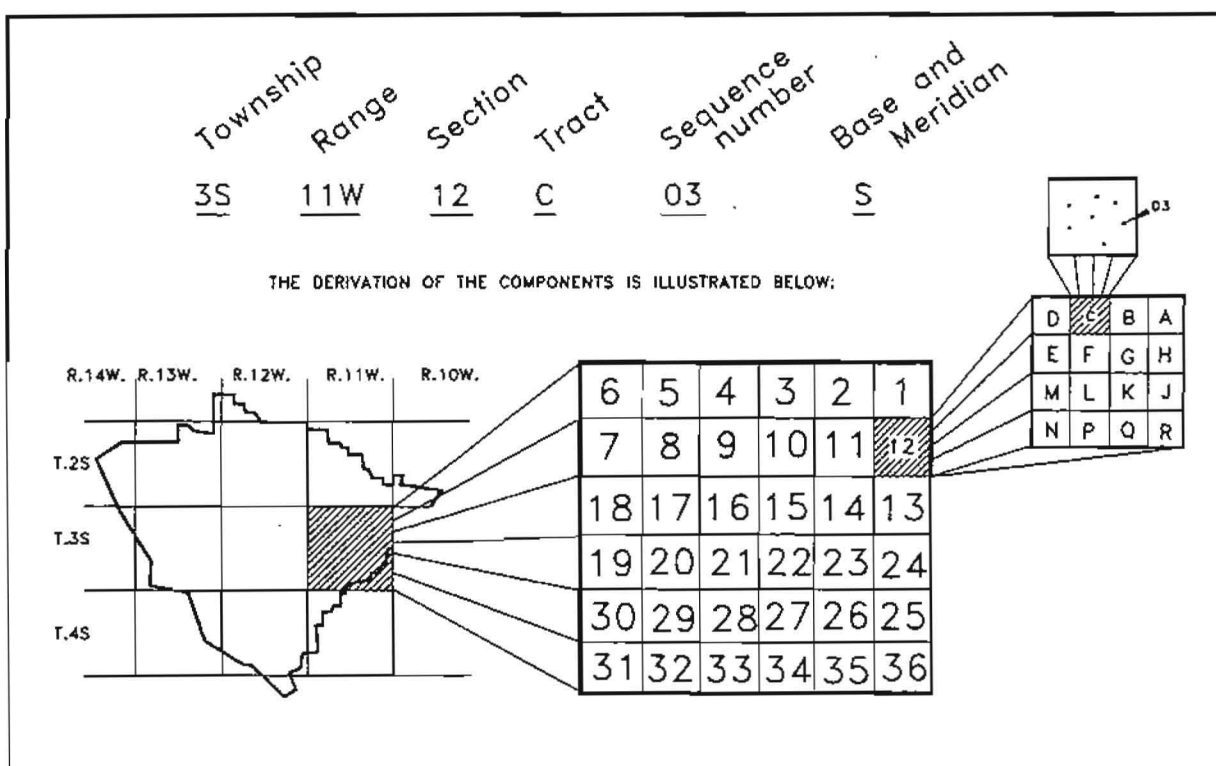 Township Range Section Tract Sequence number Base and Meridian
3S 11W 12 C 03 S
03
THE DERIVATION OF THE COMPONENTS IS ILLUSTRATED BELOW:
D C B A
E F G H
M L K J
N P Q R
R.14W. R.13W. R.12W. R.11W. R.10W.
T.2S
T.3S
T.4S
6 5 4 3 2 1
7 8 9 10 11 12
18 17 16 15 14 13
19 20 21 22 23 24
30 29 28 27 26 25
31 32 33 34 35 36